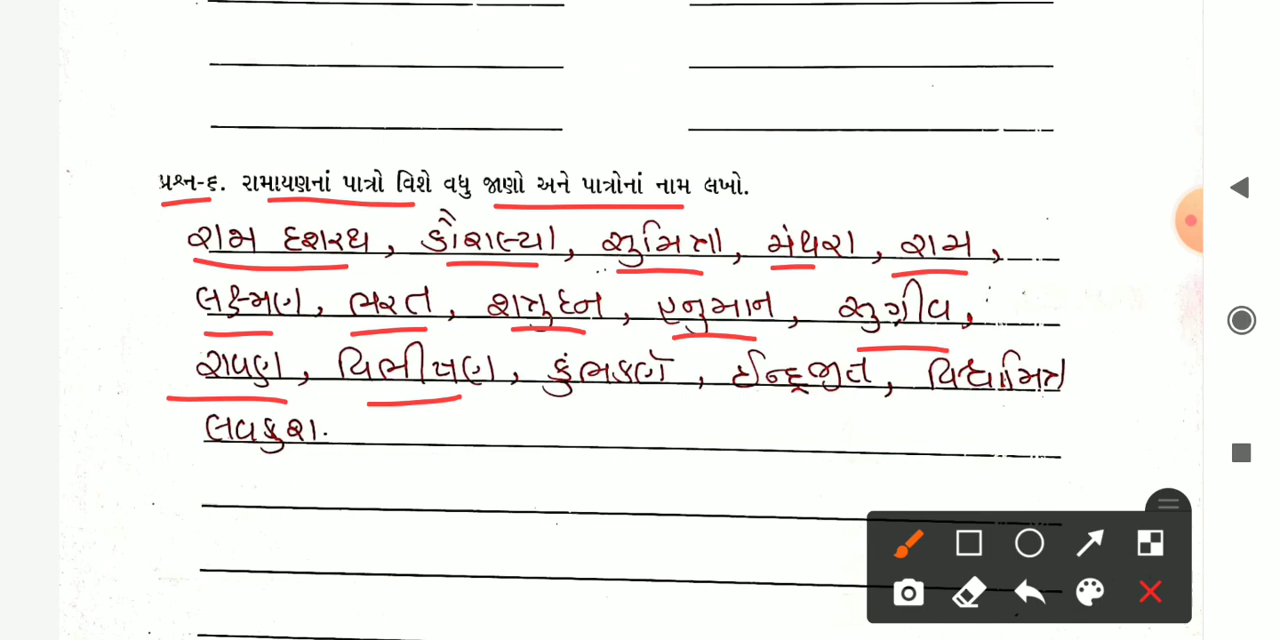 પ્રશ્ન-૬. રામાયણનાં પાત્રો વિશે વધુ જાણો અને પાત્રોનાં નામ લખો.
રામ દશરથ, કૌશલ્યા, સુમિત્રા, મંથરા, રામ,
લક્ષ્મણ, ભરત, શત્રુઘ્ન, હનુમાન, સુગ્રીવ,
રાવણ, વિભીષણ, કુંભકર્ણ, ઈન્દ્રજીત, વિશ્વામિત્ર
લવકુશ.